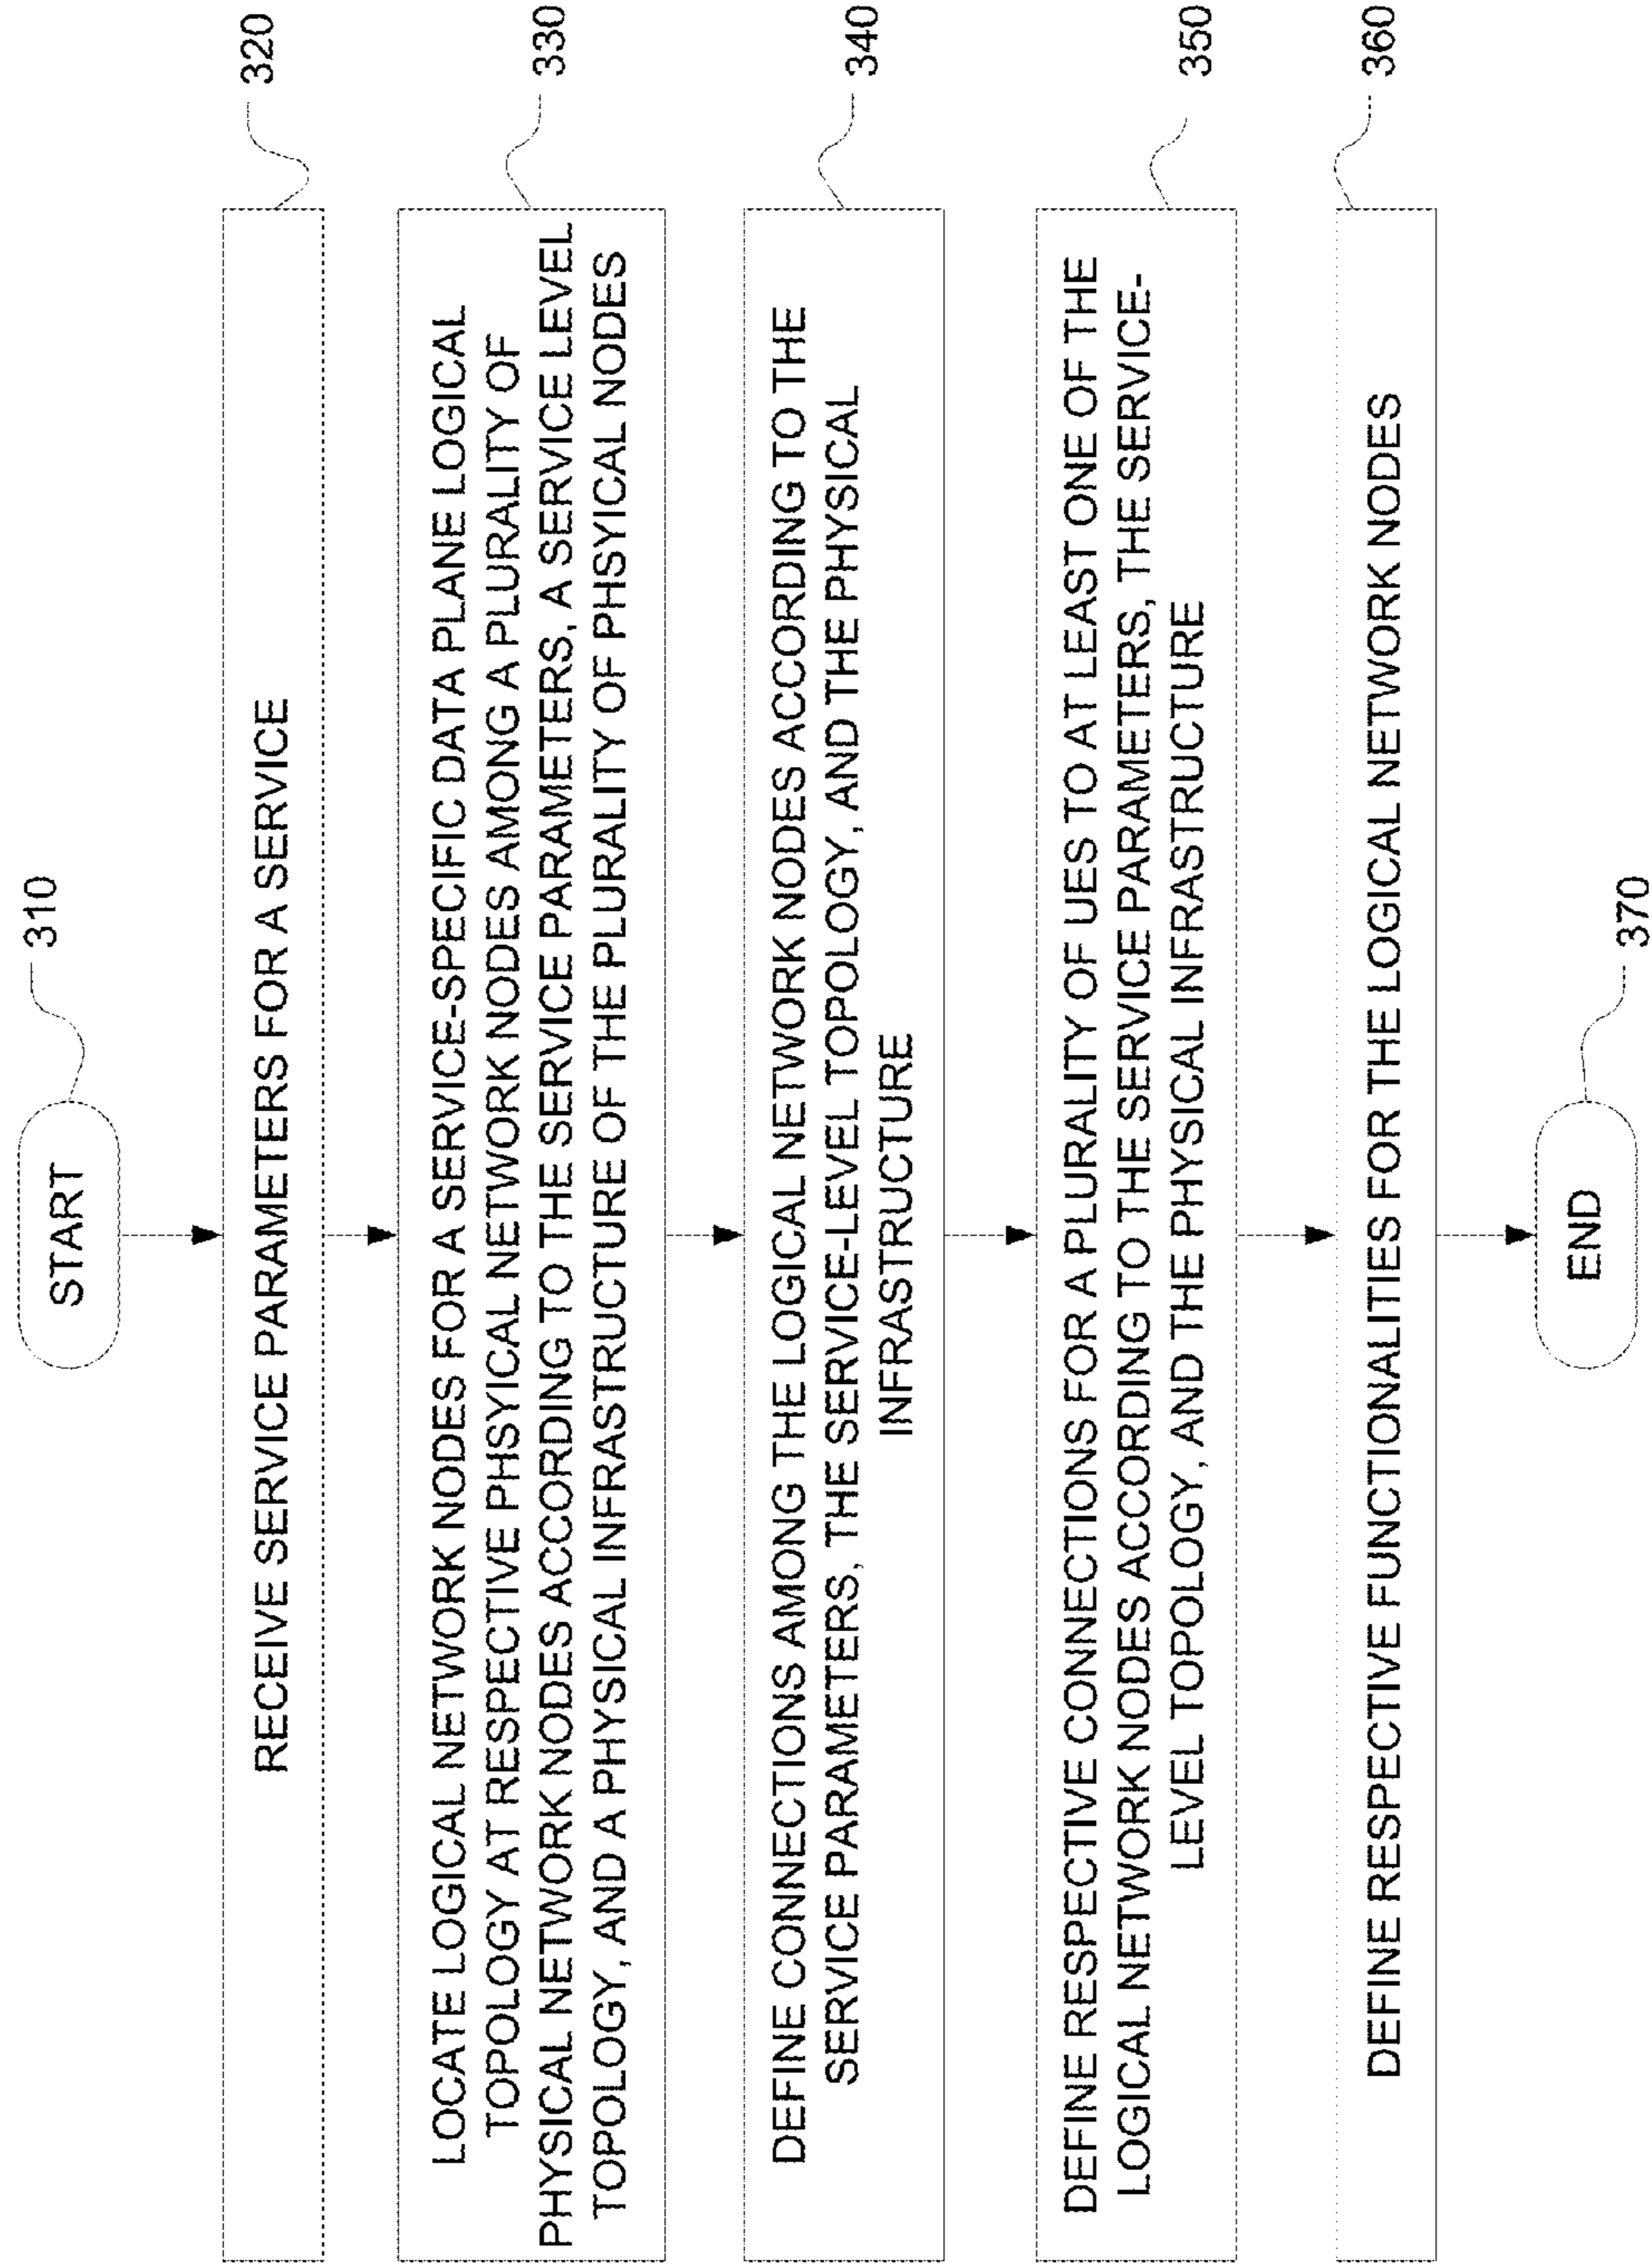 310
START
320
RECEIVE SERVICE PARAMETERS FOR A SERVICE
330
LOCATE LOGICAL NETWORK NODES FOR A SERVICE-SPECIFIC DATA PLANE LOGICAL
TOPOLOGY AT RESPECTIVE PHSYICAL NETWORK NODES AMONG A PLURALITY OF
PHYSICAL NETWORK NODES ACCORDING TO THE SERVICE PARAMETERS, A SERVICE LEVEL
TOPOLOGY, AND A PHYSICAL INFRASTRUCTURE OF THE PLURALITY OF PHSYICAL NODES
340
DEFINE CONNECTIONS AMONG THE LOGICAL NETWORK NODES ACCORDING TO THE
SERVICE PARAMETERS, THE SERVICE-LEVEL TOPOLOGY, AND THE PHYSICAL
INFRASTRUCTURE
350
DEFINE RESPECTIVE CONNECTIONS FOR A PLURALITY OF UES TO AT LEAST ONE OF THE
LOGICAL NETWORK NODES ACCORDING TO THE SERVICE PARAMETERS, THE SERVICE-
LEVEL TOPOLOGY, AND THE PHYSICAL INFRASTRUCTURE
360
DEFINE RESPECTIVE FUNCTIONALITIES FOR THE LOGICAL NETWORK NODES
END
370